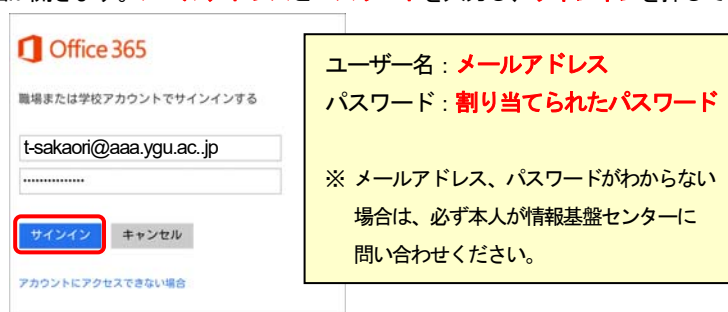 Office 365
職場または学校アカウントでサインインする
t-sakaori@aaa.ygu.ac..jp
サインイン
キャンセル
アカウントにアクセスできない場合
ユーザー名：メールアドレス
パスワード：割り当てられたパスワード
※ メールアドレス、パスワードがわからない
場合は、必ず本人が情報基盤センターに
問い合わせください。